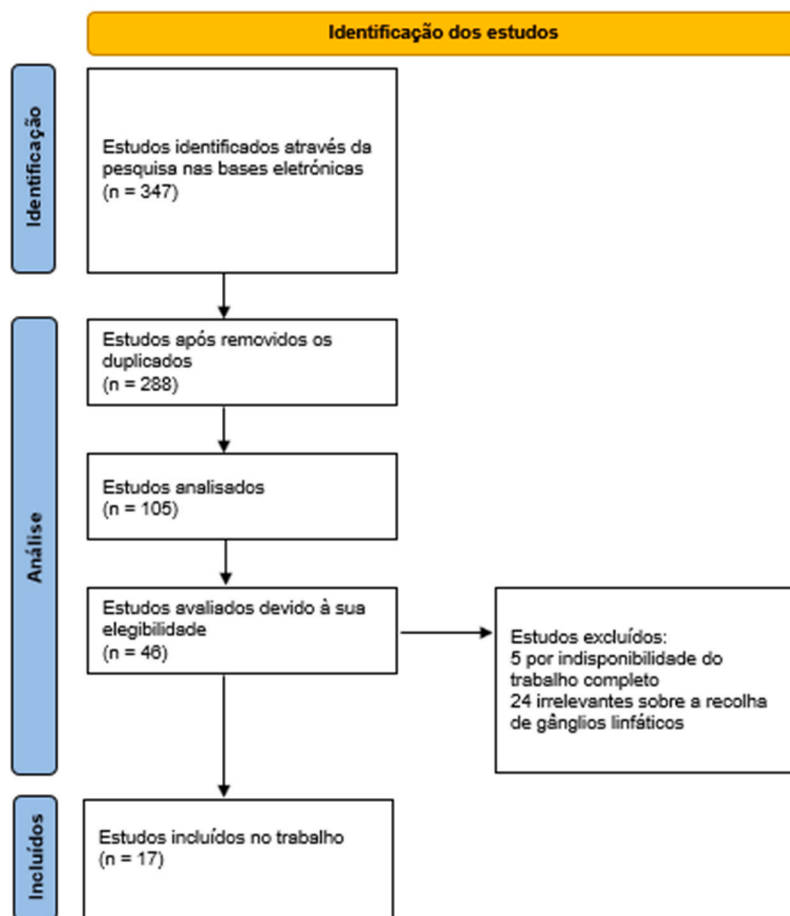 Identificação dos estudos
Identificação
Estudos identificados através da
pesquisa nas bases eletrónicas
(n = 347)
Análise
Estudos após removidos os
duplicados
(n = 288)
Estudos analisados
(n = 105)
Estudos avaliados devido à sua
elegibilidade
(n = 46)
Estudos excluídos:
5 por indisponibilidade do
trabalho completo
24 irrelevantes sobre a recolha
de gânglios linfáticos
Incluídos
Estudos incluídos no trabalho
(n = 17)